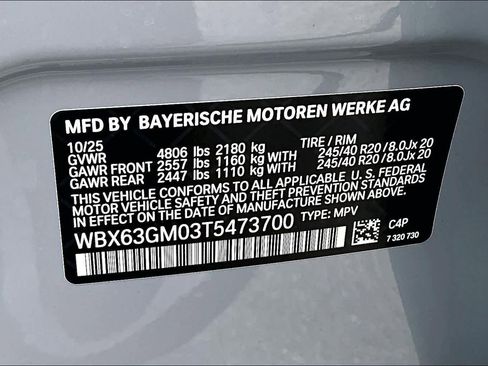 MFD BY BAYERISCHE MOTOREN WERKE AG
10/25 TIRE / RIM
GVWR 4806 lbs 2180 kg
GAWR FRONT 2557 lbs 1160 kg WITH 245/40 R20 / 8.0Jx 20
GAWR REAR 2447 lbs 1110 kg WITH 245/40 R20 / 8.0Jx 20
THIS VEHICLE CONFORMS TO ALL APPLICABLE U.S. FEDERAL
MOTOR VEHICLE SAFETY AND THEFT PREVENTION STANDARDS
IN EFFECT ON THE DATE OF MANUFACTURE SHOWN ABOVE.
WBX63GM03T5473700 TYPE: MPV
C4P
7 320 730